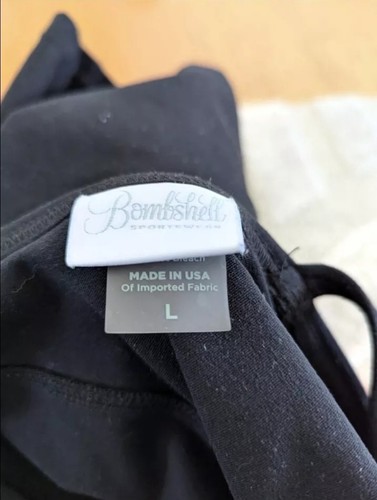 Bombshell
SPORTSWEAR
MADE IN USA
Of Imported Fabric
L